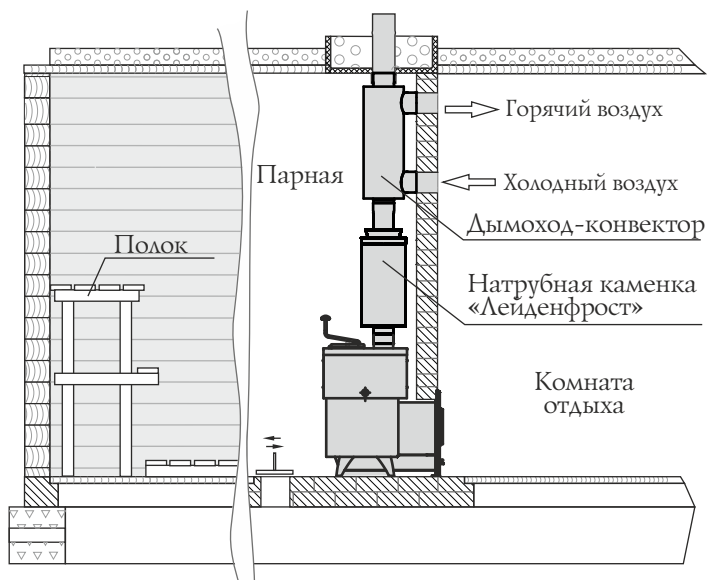 Горячий воздух
Парная
Холодный воздух
Дымоход-конвектор
Полок
Натрубная каменка
«Лейденфрост»
Комната
отдыха